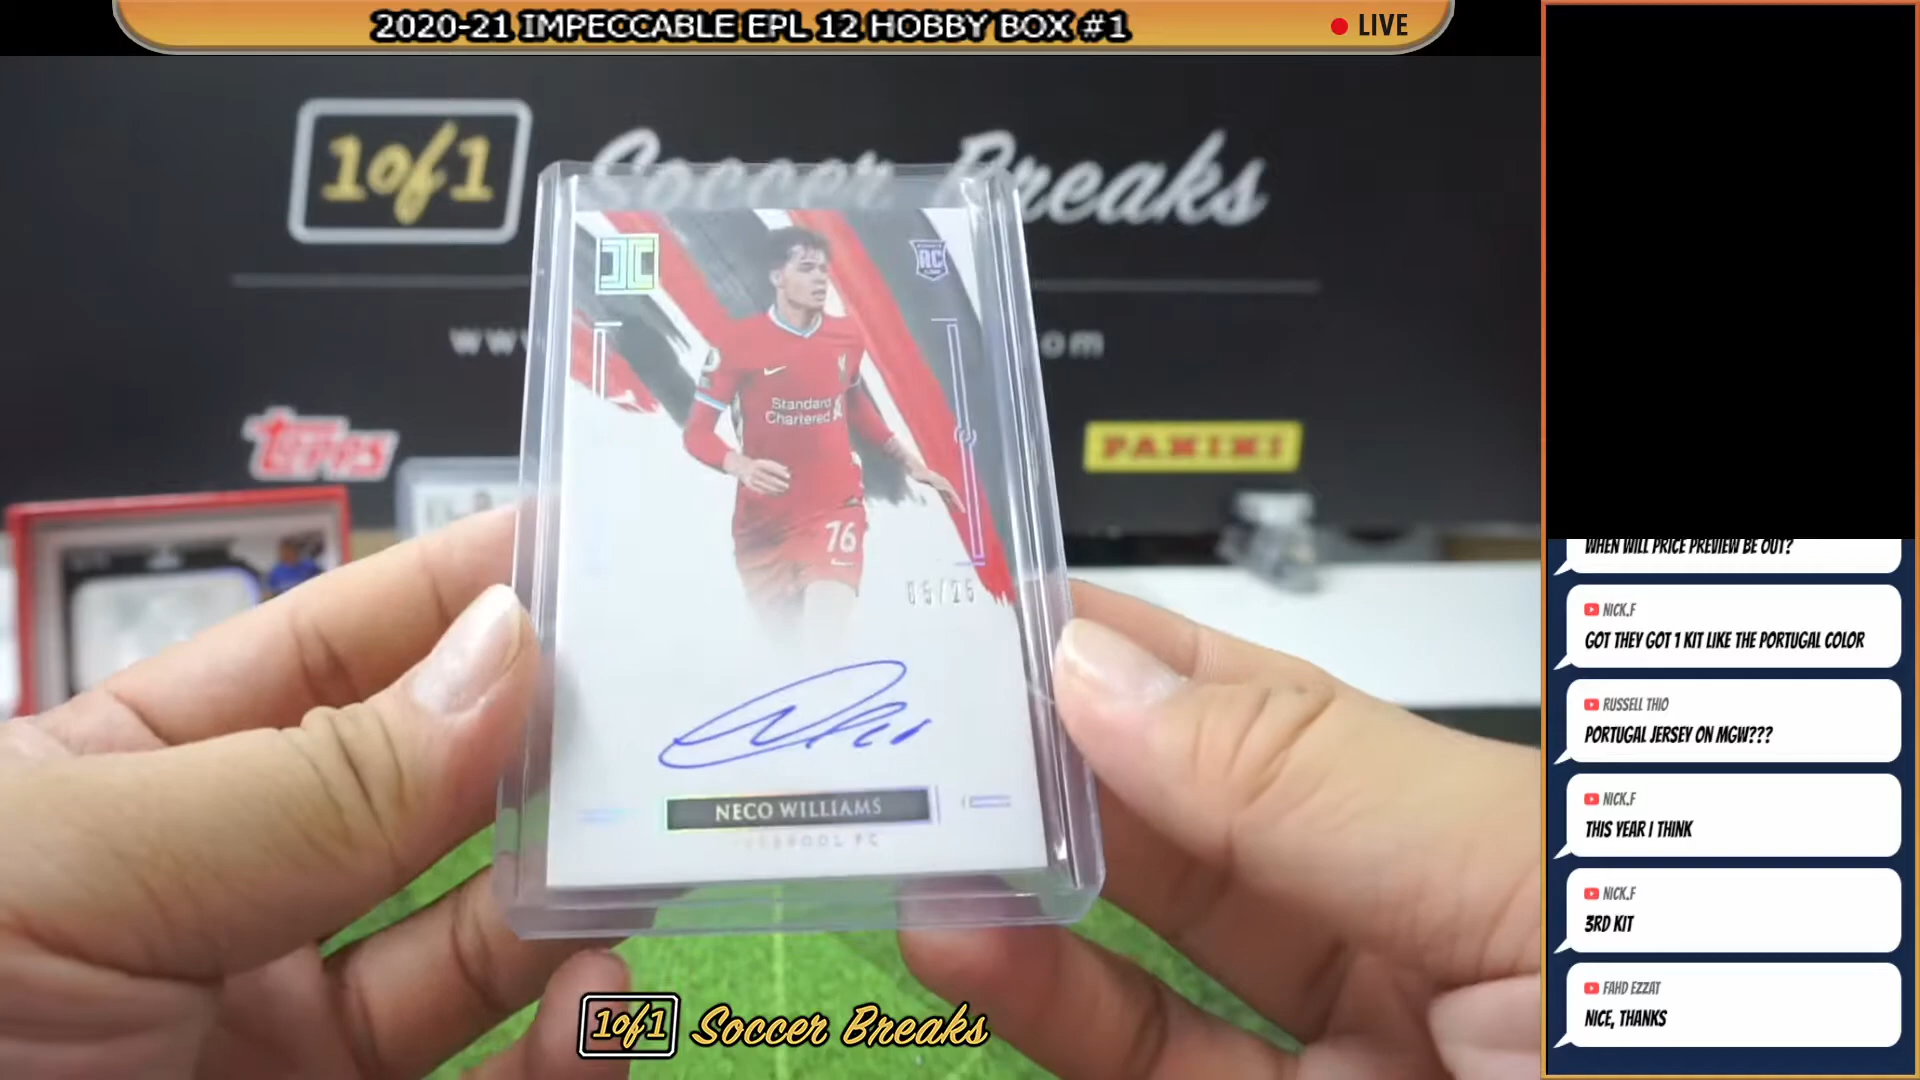 2020-21 IMPECCABLE EPL 12 HOBBY BOX #1
LIVE
1of1 Soccer Breaks
topps
PANINI
RC
Standard
Chartered
76
NECO WILLIAMS
1of1 Soccer Breaks
WHEN WILL PRICE PREVIEW BE OUT?
NICK.F
GOT THEY GOT 1 KIT LIKE THE PORTUGAL COLOR
RUSSELL THIO
PORTUGAL JERSEY ON MGW???
NICK.F
THIS YEAR I THINK
NICK.F
3RD KIT
FAHD EZZAT
NICE, THANKS